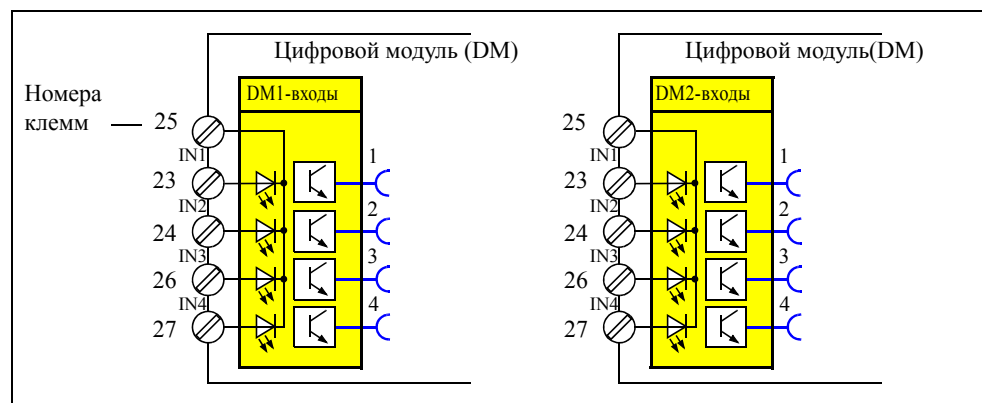 Цифровой модуль (DM)
DM1-входы
Номера
клемм
25
IN1
23
IN2
24
IN3
26
IN4
27
1
2
3
4
Цифровой модуль(DM)
DM2-входы
25
IN1
23
IN2
24
IN3
26
IN4
27
1
2
3
4